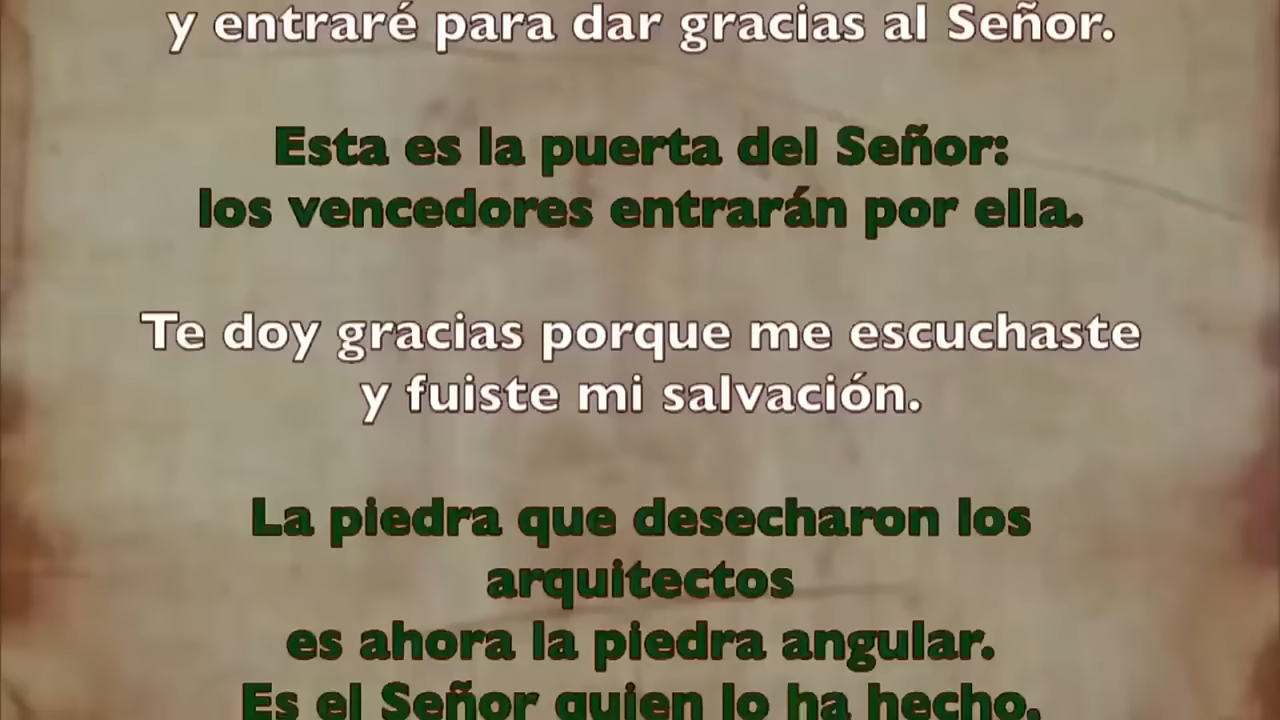 y entraré para dar gracias al Señor.
Esta es la puerta del Señor:
los vencedores entrarán por ella.
Te doy gracias porque me escuchaste
y fuiste mi salvación.
La piedra que desecharon los
arquitectos
es ahora la piedra angular.
Es el Señor quien lo ha hecho,